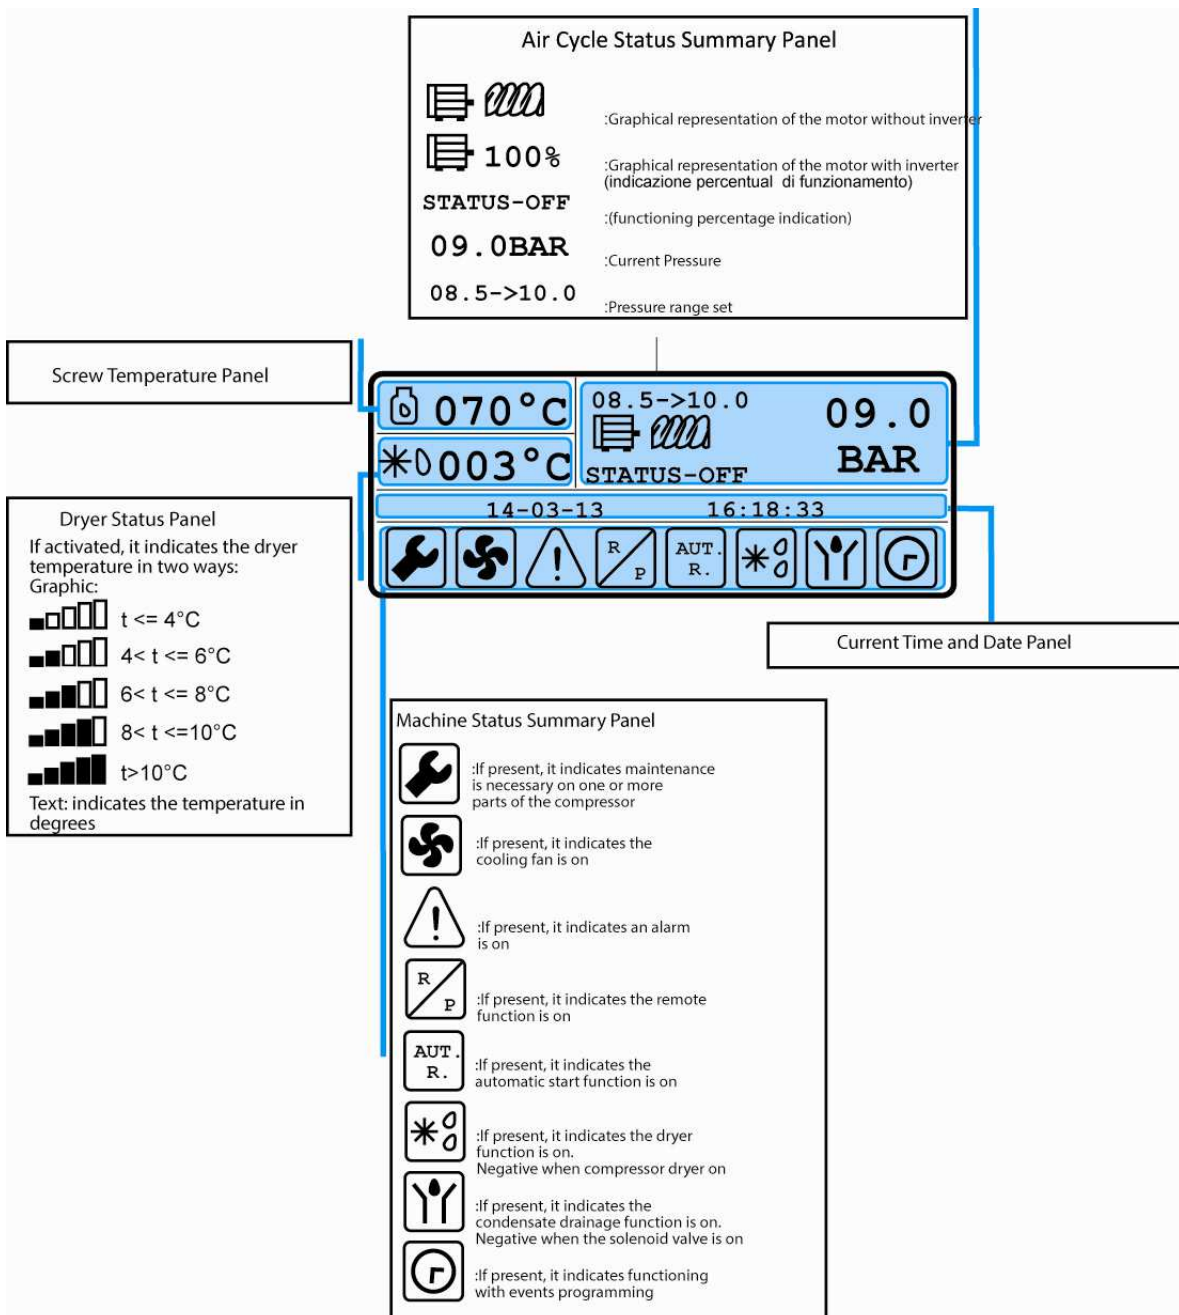 Air Cycle Status Summary Panel
:Graphical representation of the motor without inverter
100%
:Graphical representation of the motor with inverter
(indicazione percentual di funzionamento)
STATUS-OFF
:(functioning percentage indication)
09.0BAR
:Current Pressure
08.5->10.0
:Pressure range set
Screw Temperature Panel
070°C
08.5->10.0
09.0
BAR
003°C
STATUS-OFF
14-03-13 16:18:33
R
P
AUT.
R.
Dryer Status Panel
If activated, it indicates the dryer
temperature in two ways:
Graphic:
t <= 4°C
4< t <= 6°C
6< t <= 8°C
8< t <=10°C
t>10°C
Text: indicates the temperature in
degrees
Current Time and Date Panel
Machine Status Summary Panel
:If present, it indicates maintenance
is necessary on one or more
parts of the compressor
:If present, it indicates the
cooling fan is on
:If present, it indicates an alarm
is on
R
P
:If present, it indicates the remote
function is on
AUT.
R.
:If present, it indicates the
automatic start function is on
:If present, it indicates the dryer
function is on.
Negative when compressor dryer on
:If present, it indicates the
condensate drainage function is on.
Negative when the solenoid valve is on
:If present, it indicates functioning
with events programming